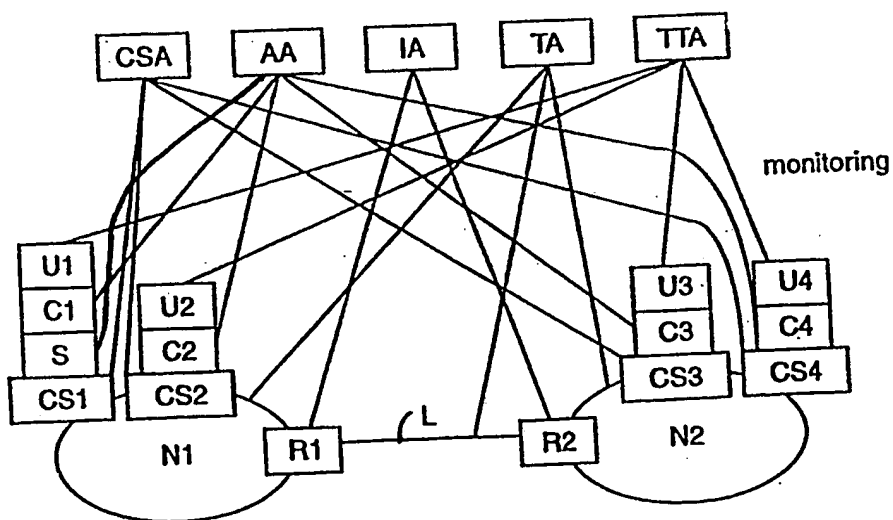 CSA AA IA TA TTA
monitoring
U1
C1
S
CS1
U2
C2
CS2
U3
C3
CS3
U4
C4
CS4
N1
R1
L
R2
N2